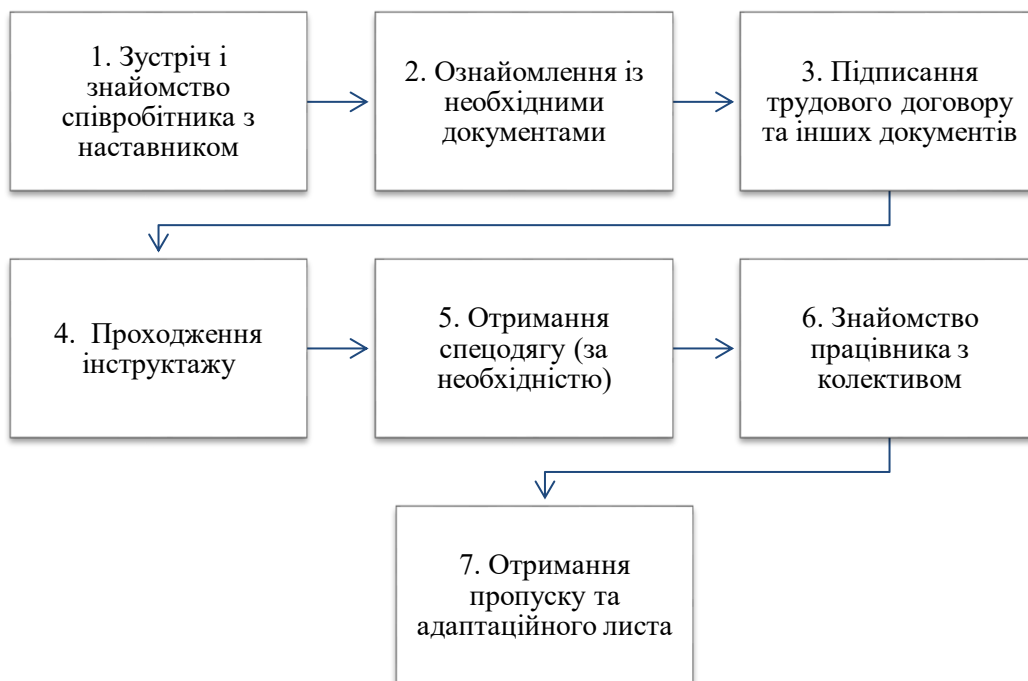 1. Зустріч і
знайомство
співробітника з
наставником
2. Ознайомлення із
необхідними
документами
3. Підписання
трудового договору
та інших документів
4. Проходження
інструктажу
5. Отримання
спецодягу (за
необхідністю)
6. Знайомство
працівника з
колективом
7. Отримання
пропуску та
адаптаційного листа